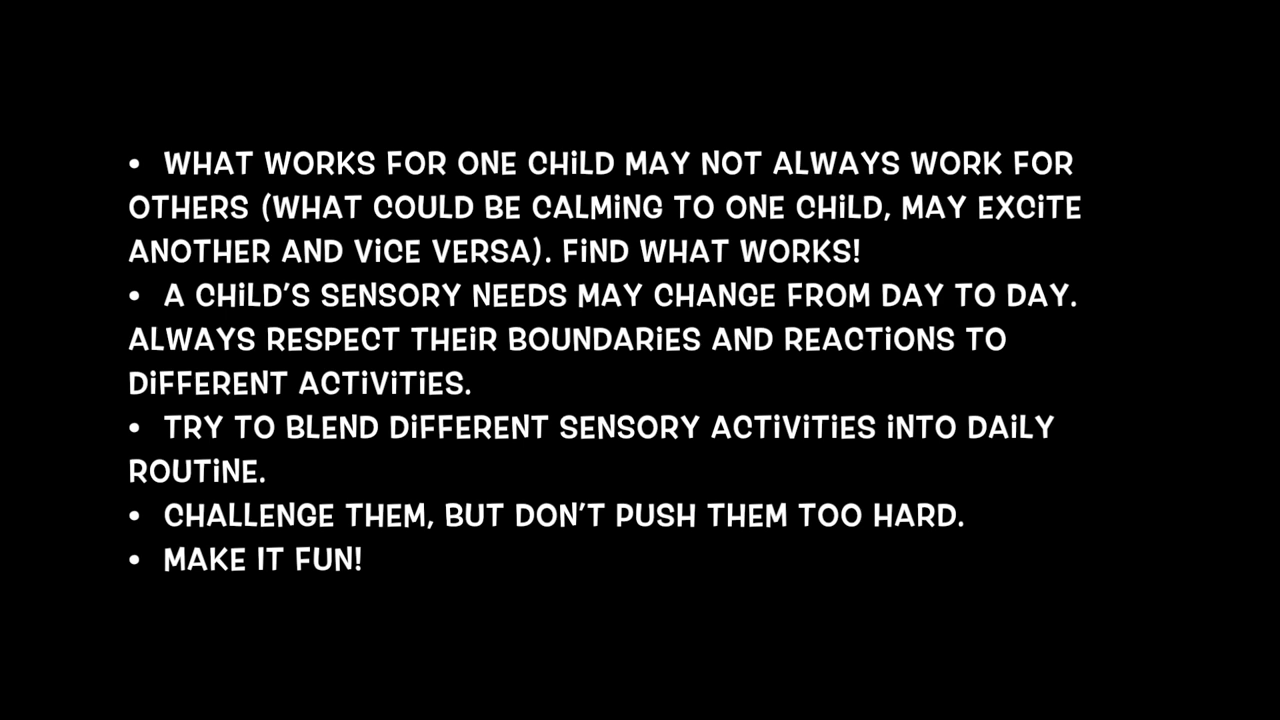 • WHAT WORKS FOR ONE CHiLD MAY NOT ALWAYS WORK FOR
OTHERS (WHAT COULD BE CALMiNG TO ONE CHiLD, MAY EXCiTE
ANOTHER AND ViCE VERSA). FiND WHAT WORKS!
• A CHiLD'S SENSORY NEEDS MAY CHANGE FROM DAY TO DAY.
ALWAYS RESPECT THEiR BOUNDARiES AND REACTiONS TO
DiFFERENT ACTiViTiES.
• TRY TO BLEND DiFFERENT SENSORY ACTiViTiES iNTO DAiLY
ROUTiNE.
• CHALLENGE THEM, BUT DON'T PUSH THEM TOO HARD.
• MAKE IT FUN!